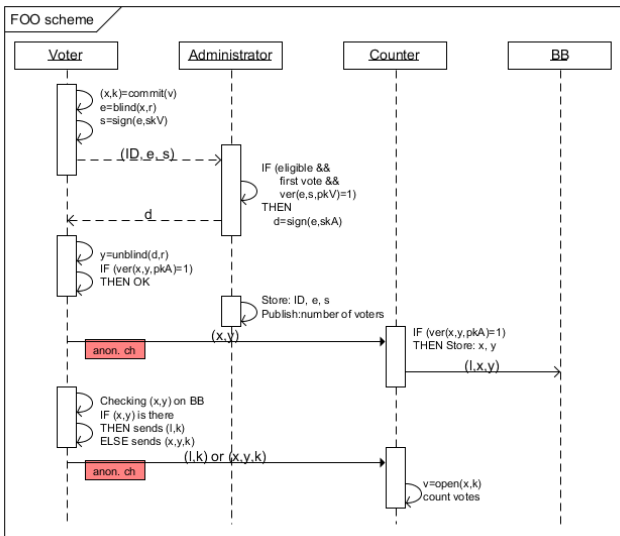 FOO scheme
Voter
Administrator
Counter
BB
(x,k)=commit(v)
e=blind(x,r)
s=sign(e,skV)
(ID, e, s)
IF (eligible &&
first vote &&
ver(e,s,pkV)=1)
THEN
d=sign(e,skA)
d
y=unblind(d,r)
IF (ver(x,y,pkA)=1)
THEN OK
Store: ID, e, s
Publish:number of voters
(x,y)
anon. ch
IF (ver(x,y,pkA)=1)
THEN Store: x, y
(l,x,y)
Checking (x,y) on BB
IF (x,y) is there
THEN sends (l,k)
ELSE sends (x,y,k)
(l,k) or (x,y,k)
anon. ch
v=open(x,k)
count votes